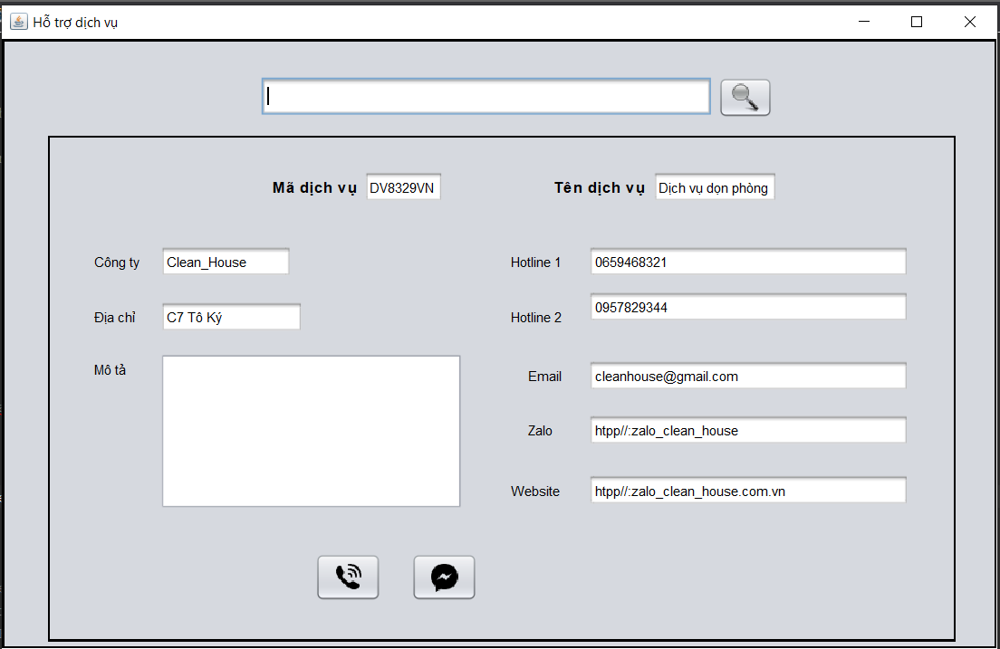 Hỗ trợ dịch vụ
Mã dịch vụ DV8329VN Tên dịch vụ Dịch vụ dọn phòng
Công ty Clean_House
Địa chỉ C7 Tô Ký
Mô tả
Hotline 1 0659468321
Hotline 2 0957829344
Email cleanhouse@gmail.com
Zalo htpp//:zalo_clean_house
Website htpp//:zalo_clean_house.com.vn